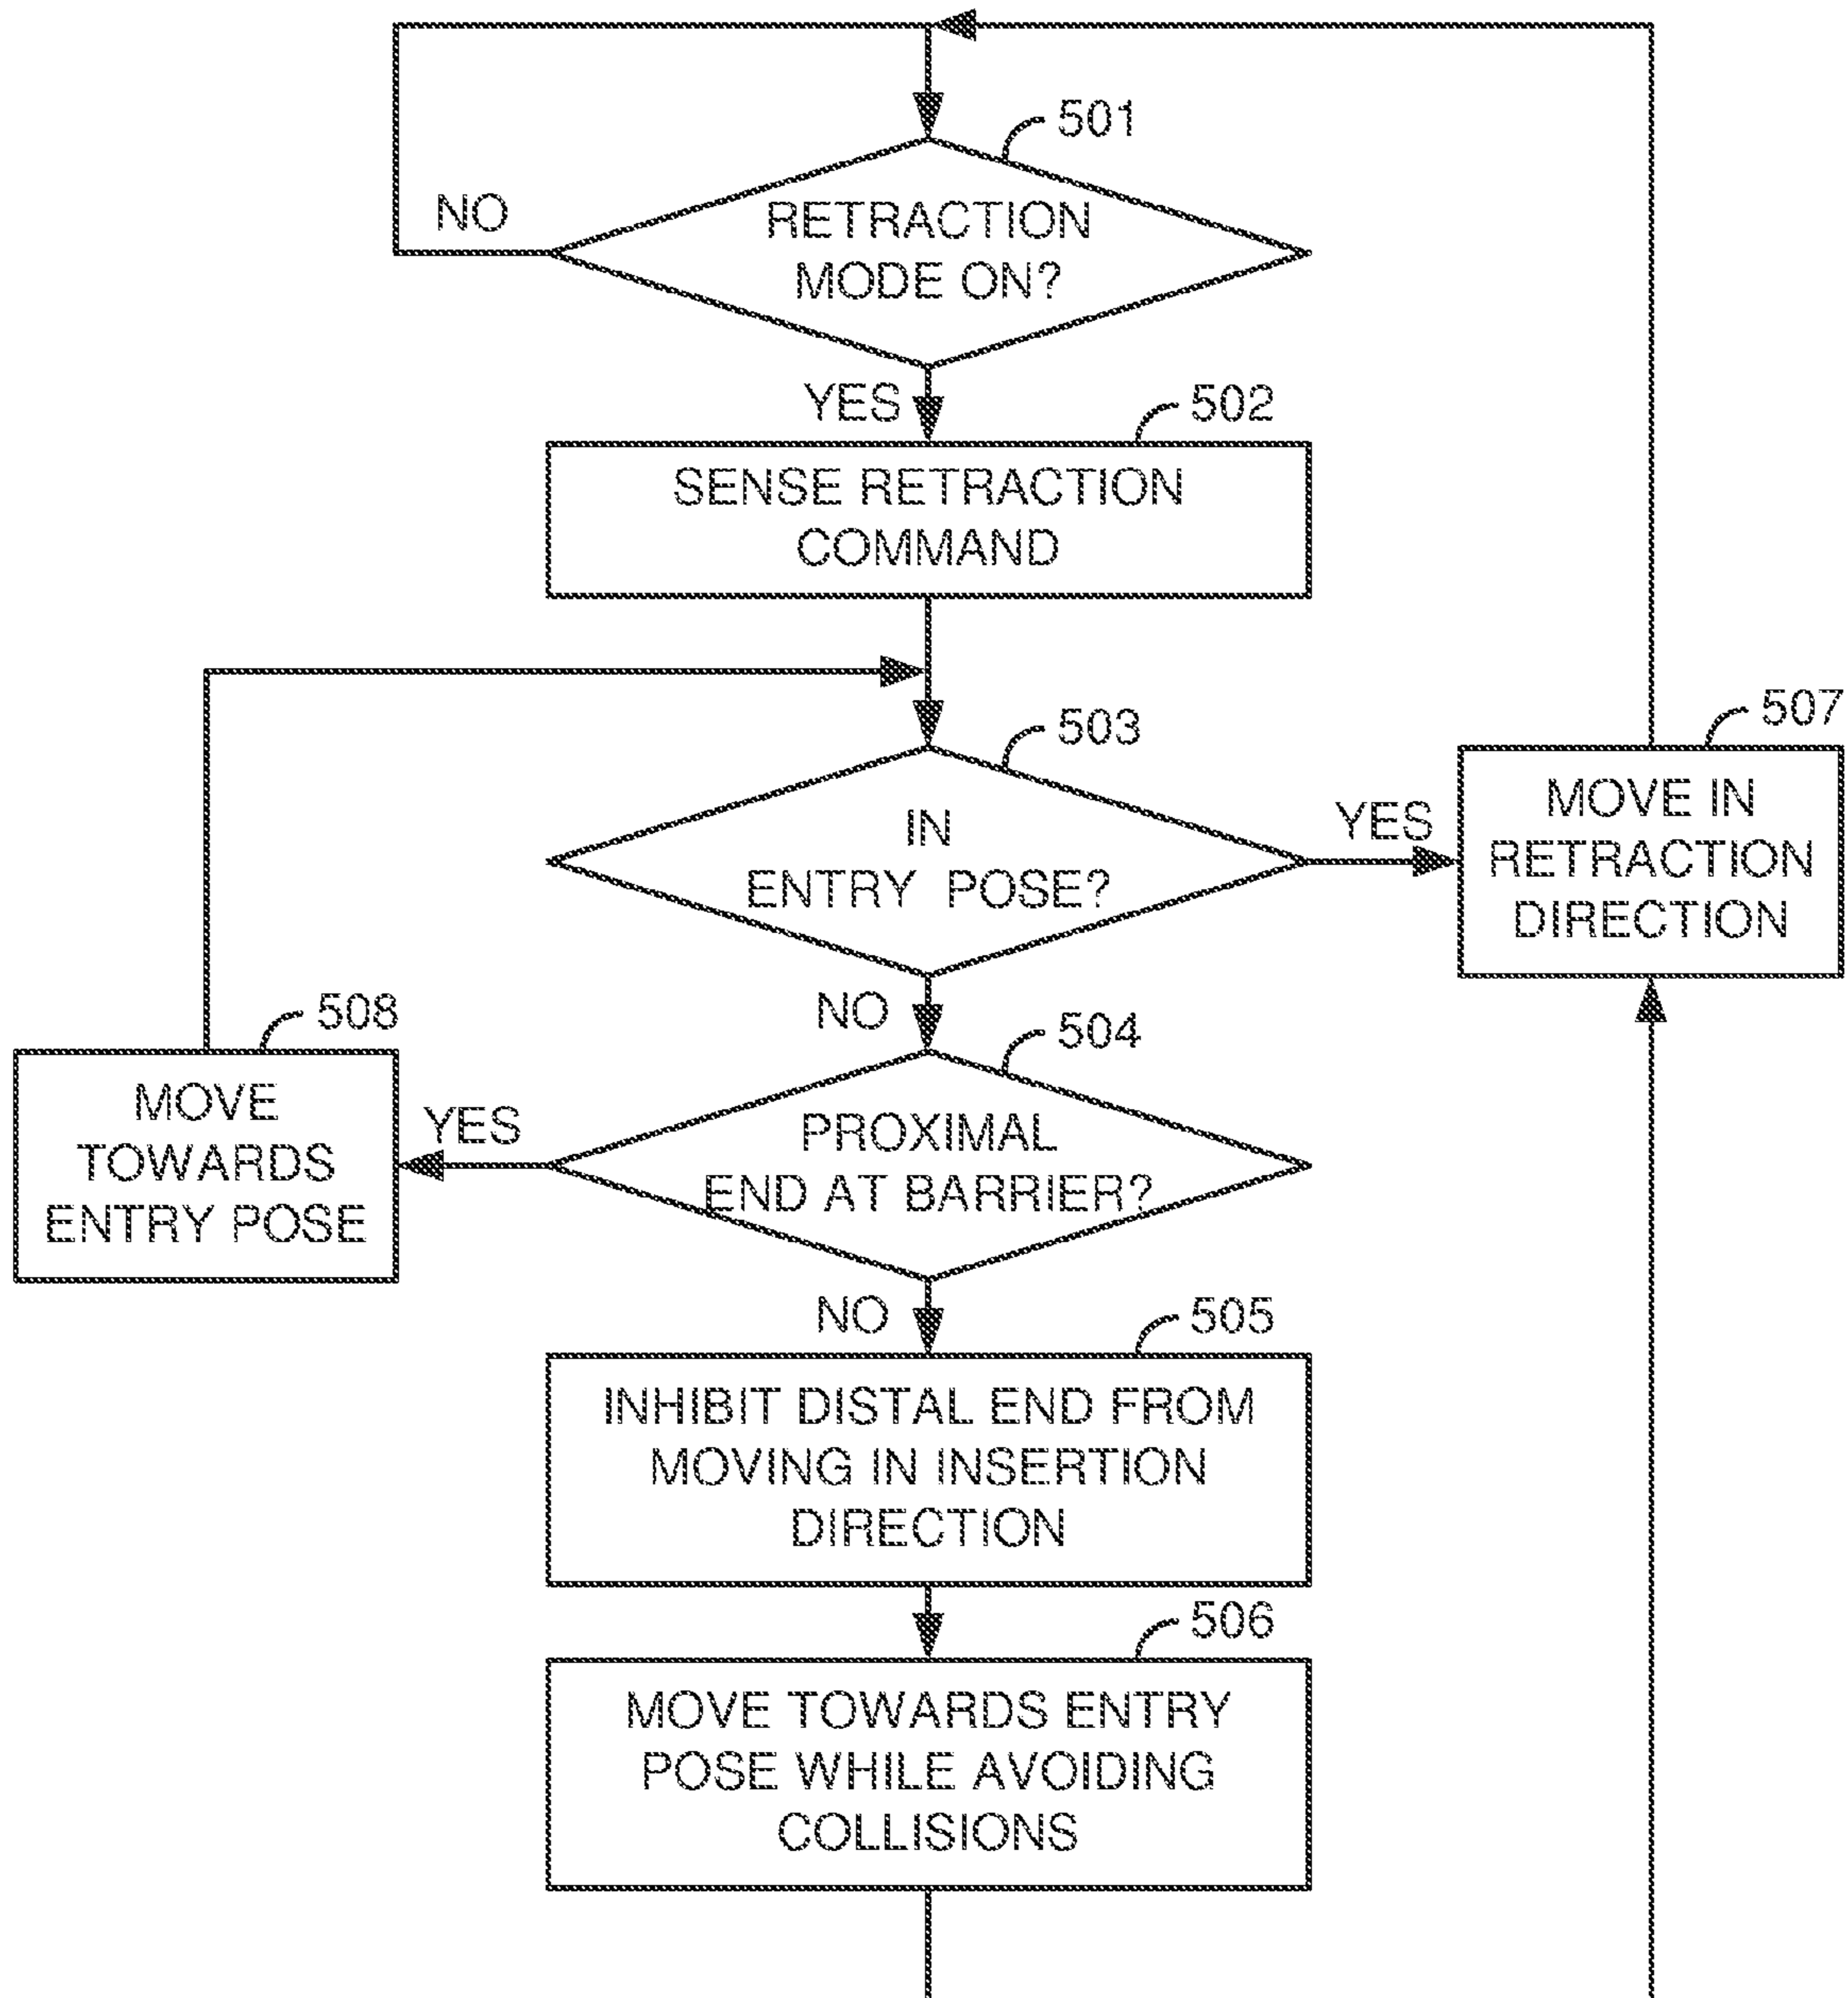 501
NO
RETRACTION
MODE ON?
YES
502
SENSE RETRACTION
COMMAND
503
507
IN
ENTRY POSE?
YES
MOVE IN
RETRACTION
DIRECTION
NO
508
504
MOVE
TOWARDS
ENTRY POSE
YES
PROXIMAL
END AT BARRIER?
NO
505
INHIBIT DISTAL END FROM
MOVING IN INSERTION
DIRECTION
506
MOVE TOWARDS ENTRY
POSE WHILE AVOIDING
COLLISIONS